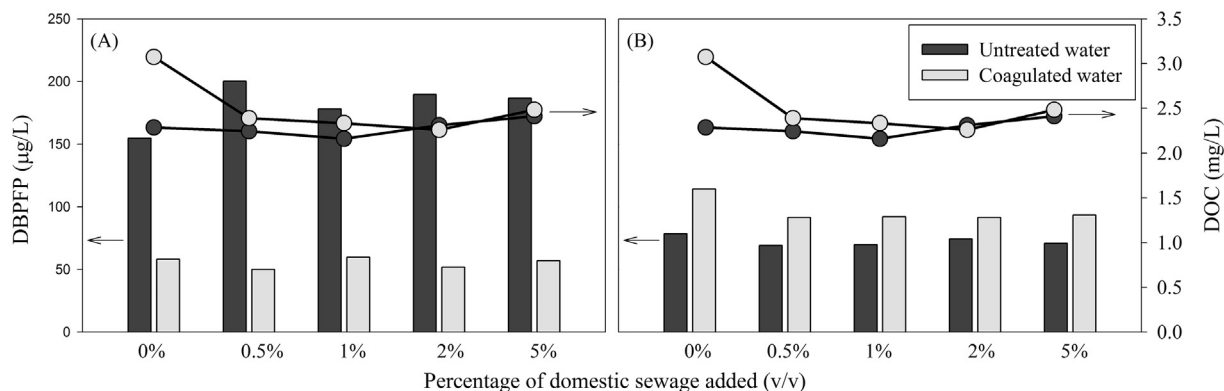 (A)
(B)
Untreated water
Coagulated water
DBPFP (µg/L)
250
200
150
100
50
0
3.5
3.0
2.5
2.0
1.5
1.0
0.5
0.0
DOC (mg/L)
0% 0.5% 1% 2% 5%
0% 0.5% 1% 2% 5%
Percentage of domestic sewage added (v/v)